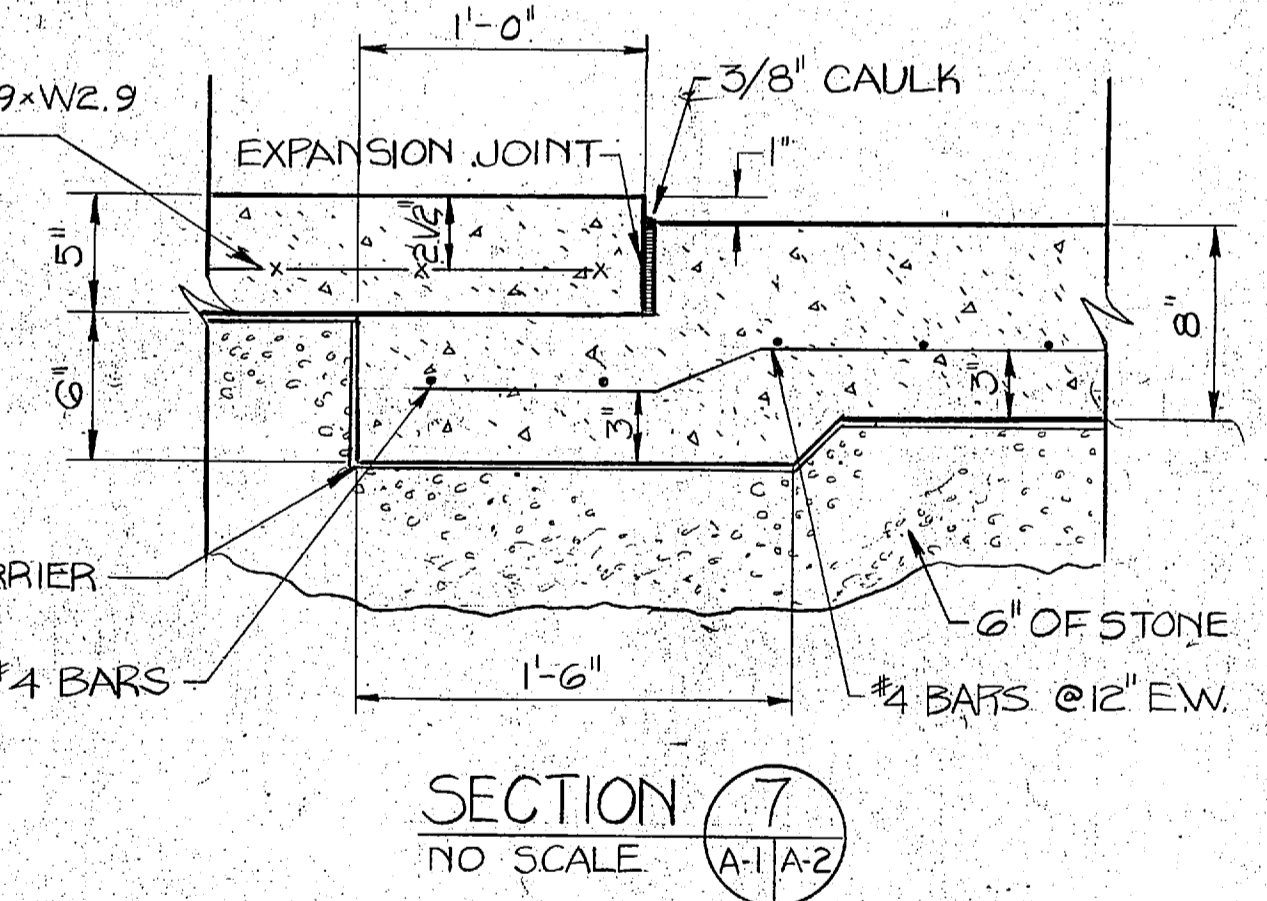 1'-0"
9×W2.9
3/8" CAULK
EXPANSION JOINT
1"
5"
2 1/2"
8"
6"
3"
3"
RRIER
6" OF STONE
#4 BARS
1'-6"
#4 BARS @ 12" E.W.
SECTION 7
NO SCALE A-1 A-2